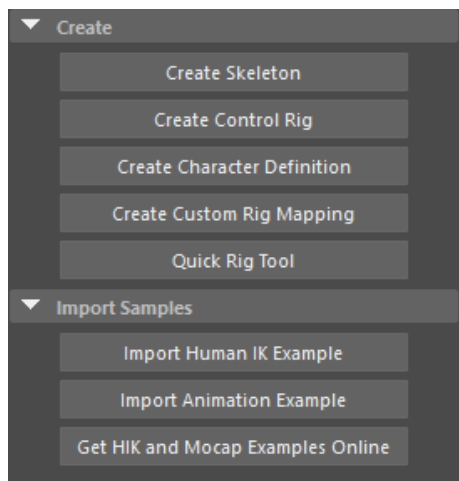 Create
Create Skeleton
Create Control Rig
Create Character Definition
Create Custom Rig Mapping
Quick Rig Tool
Import Samples
Import Human IK Example
Import Animation Example
Get HIK and Mocap Examples Online